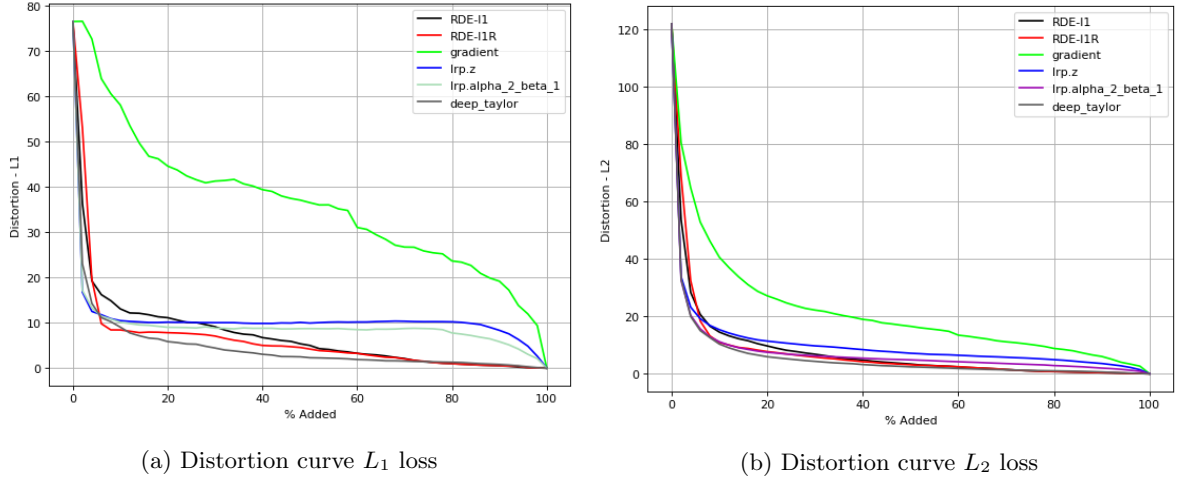 80
70
60
50
40
30
20
10
0
Distortion - L1
RDE-l1
RDE-l1R
gradient
lrp.z
lrp.alpha_2_beta_1
deep_taylor
0 20 40 60 80 100
% Added
(a) Distortion curve L₁ loss
120
100
80
60
40
20
0
Distortion - L2
RDE-l1
RDE-l1R
gradient
lrp.z
lrp.alpha_2_beta_1
deep_taylor
0 20 40 60 80 100
% Added
(b) Distortion curve L₂ loss